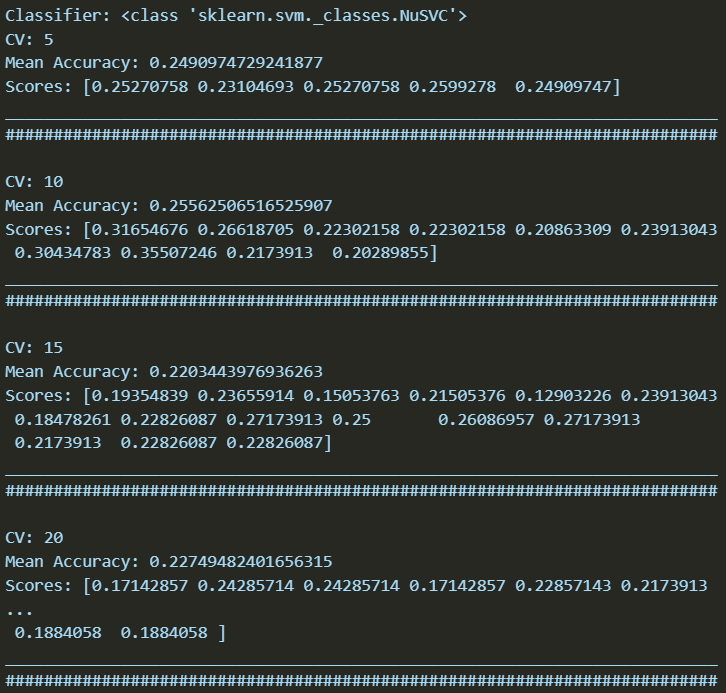 Classifier: <class 'sklearn.svm._classes.NuSVC'>
CV: 5
Mean Accuracy: 0.2490974729241877
Scores: [0.25270758 0.23104693 0.25270758 0.2599278  0.24909747]
__________________________________________________________________________
##########################################################################
CV: 10
Mean Accuracy: 0.25562506516525907
Scores: [0.31654676 0.26618705 0.22302158 0.22302158 0.20863309 0.23913043
 0.30434783 0.35507246 0.2173913  0.20289855]
__________________________________________________________________________
##########################################################################
CV: 15
Mean Accuracy: 0.2203443976936263
Scores: [0.19354839 0.23655914 0.15053763 0.21505376 0.12903226 0.23913043
 0.18478261 0.22826087 0.27173913 0.25       0.26086957 0.27173913
 0.2173913  0.22826087 0.22826087]
__________________________________________________________________________
##########################################################################
CV: 20
Mean Accuracy: 0.22749482401656315
Scores: [0.17142857 0.24285714 0.24285714 0.17142857 0.22857143 0.2173913
...
 0.1884058  0.1884058 ]
__________________________________________________________________________
##########################################################################